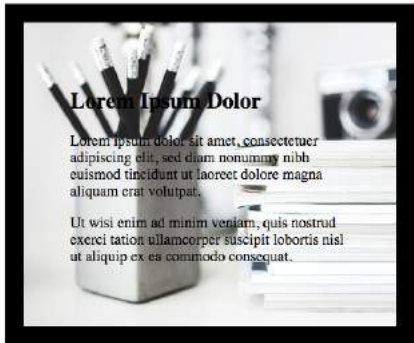 Lorem Ipsum Dolor
Lorem ipsum dolor sit amet, consectetuer
adipiscing elit, sed diam nonummy nibh
euismod tincidunt ut laoreet dolore magna
aliquam erat volutpat.
Ut wisi enim ad minim veniam, quis nostrud
exerci tation ullamcorper suscipit lobortis nisl
ut aliquip ex ea commodo consequat.